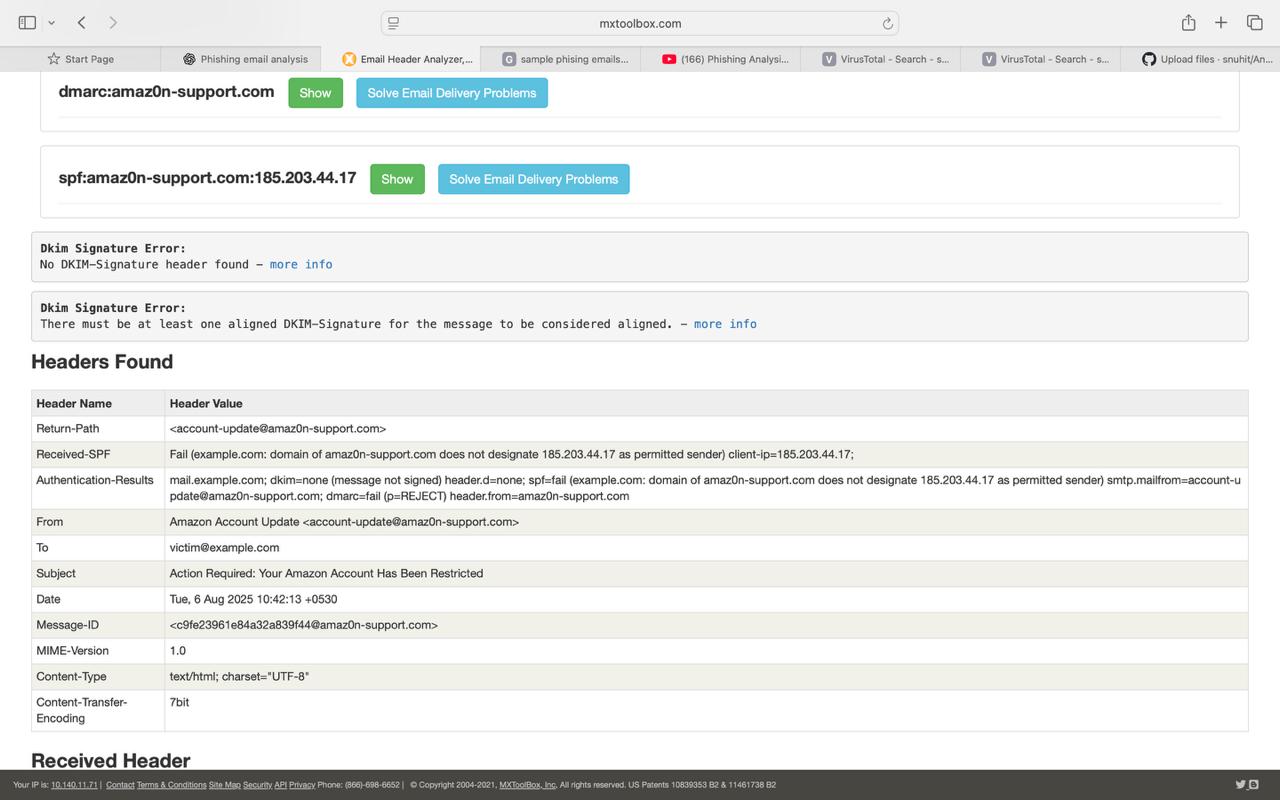 mxtoolbox.com
Start Page
Phishing email analysis
Email Header Analyzer,...
G sample phising emails...
(166) Phishing Analysi...
V VirusTotal - Search - s...
V VirusTotal - Search - s...
Upload files · snuhit/An...
dmarc:amaz0n-support.com Show Solve Email Delivery Problems
spf:amaz0n-support.com:185.203.44.17 Show Solve Email Delivery Problems
Dkim Signature Error:
No DKIM-Signature header found – more info
Dkim Signature Error:
There must be at least one aligned DKIM-Signature for the message to be considered aligned. – more info
Headers Found
Header Name Header Value
Return-Path <account-update@amaz0n-support.com>
Received-SPF Fail (example.com: domain of amaz0n-support.com does not designate 185.203.44.17 as permitted sender) client-ip=185.203.44.17;
Authentication-Results mail.example.com; dkim=none (message not signed) header.d=none; spf=fail (example.com: domain of amaz0n-support.com does not designate 185.203.44.17 as permitted sender) smtp.mailfrom=account-u
pdate@amaz0n-support.com; dmarc=fail (p=REJECT) header.from=amaz0n-support.com
From Amazon Account Update <account-update@amaz0n-support.com>
To victim@example.com
Subject Action Required: Your Amazon Account Has Been Restricted
Date Tue, 6 Aug 2025 10:42:13 +0530
Message-ID <c9fe23961e84a32a839f44@amaz0n-support.com>
MIME-Version 1.0
Content-Type text/html; charset="UTF-8"
Content-Transfer- 7bit
Encoding
Received Header
Your IP is: 10.140.11.71 | Contact Terms & Conditions Site Map Security API Privacy Phone: (866)-698-6652 | © Copyright 2004-2021, MXToolBox, Inc, All rights reserved. US Patents 10839353 B2 & 11461738 B2